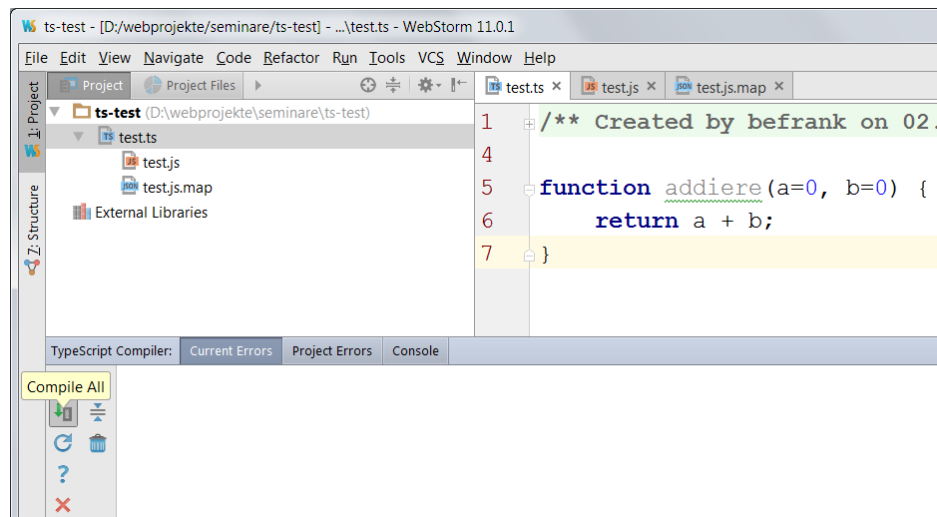 ts-test - [D:/webprojekte/seminare/ts-test] - ...\test.ts - WebStorm 11.0.1
File Edit View Navigate Code Refactor Run Tools VCS Window Help
Project Project Files
test.ts test.js test.js.map
1: Project
Z: Structure
ts-test (D:\webprojekte\seminare\ts-test)
test.ts
test.js
test.js.map
External Libraries
1 /** Created by befrank on 02.
4
5 function addiere(a=0, b=0) {
6 return a + b;
7 }
TypeScript Compiler: Current Errors Project Errors Console
Compile All